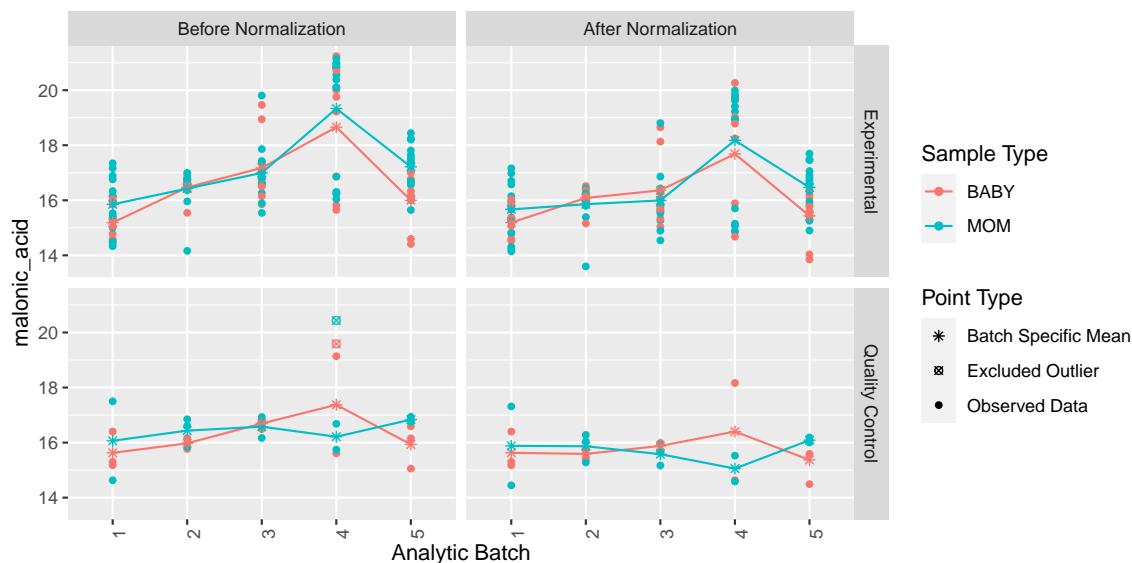 Before Normalization
After Normalization
malonic_acid
20
18
16
14
Experimental
20
18
16
14
Quality Control
1
2
3
4
5
1
2
3
4
5
Analytic Batch
Sample Type
BABY
MOM
Point Type
Batch Specific Mean
Excluded Outlier
Observed Data